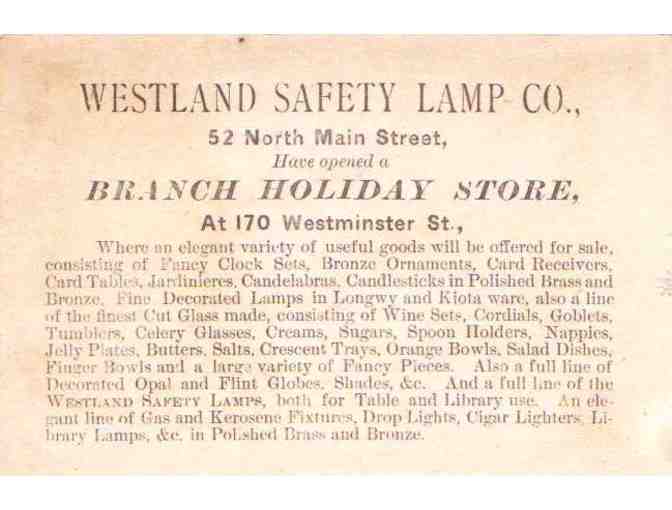 WESTLAND SAFETY LAMP CO.,
52 North Main Street,
Have opened a
BRANCH HOLIDAY STORE,
At 170 Westminster St.,
Where an elegant variety of useful goods will be offered for sale,
consisting of Fancy Clock Sets, Bronze Ornaments, Card Receivers,
Card Tables, Jardinieres, Candelabras, Candlesticks in Polished Brass and
Bronze, Fine Decorated Lamps in Longwy and Kiota ware, also a line
of the finest Cut Glass made, consisting of Wine Sets, Cordials, Goblets,
Tumblers, Celery Glasses, Creams, Sugars, Spoon Holders, Nappies,
Jelly Plates, Butters, Salts, Crescent Trays, Orange Bowls, Salad Dishes,
Finger Bowls and a large variety of Fancy Pieces. Also a full line of
Decorated Opal and Flint Globes, Shades, &c. And a full line of the
WESTLAND SAFETY LAMPS, both for Table and Library use. An ele-
gant line of Gas and Kerosene Fixtures, Drop Lights, Cigar Lighters, Li-
brary Lamps, &c. in Polished Brass and Bronze.